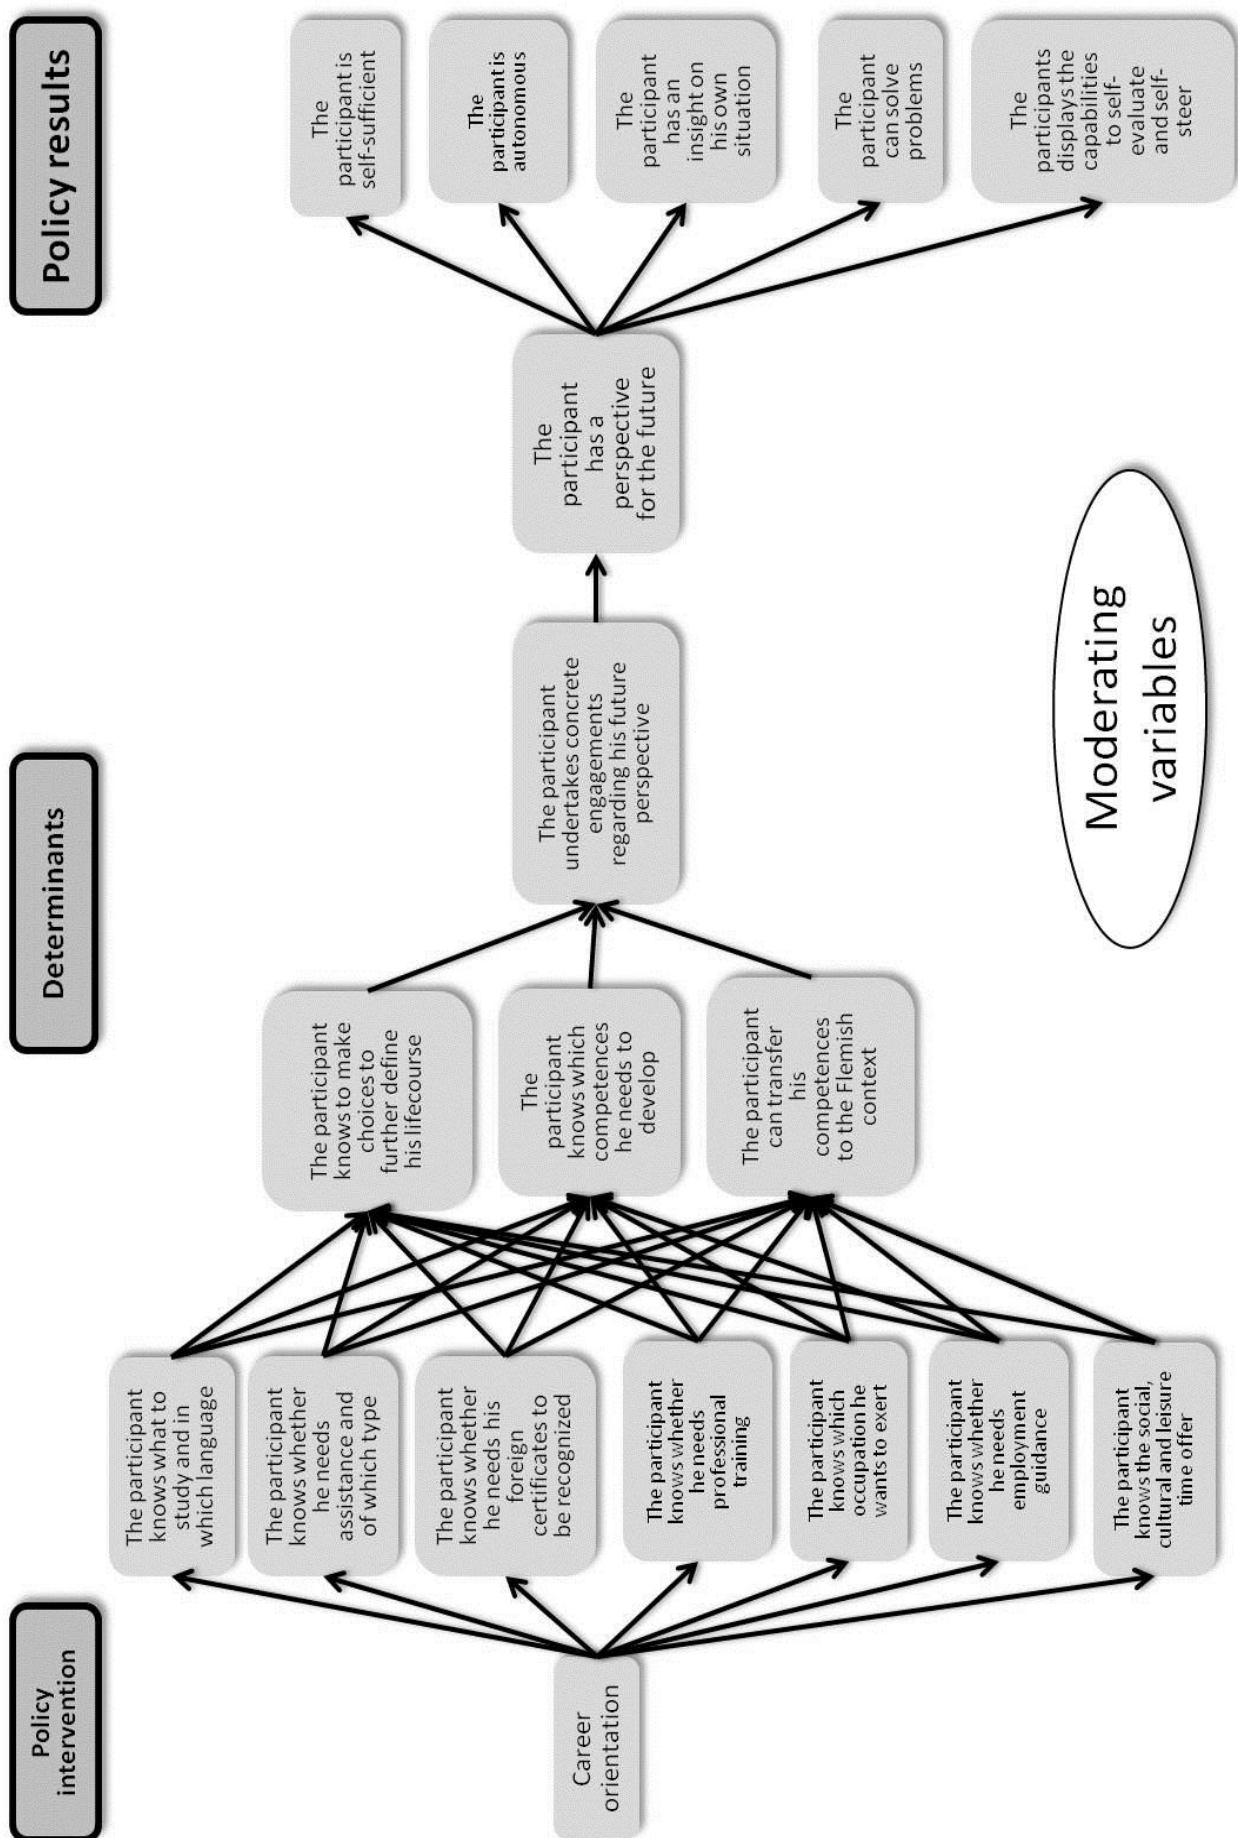 Policy
intervention
Determinants
Policy results
Career
orientation
The participant
knows what to
study and in
which language
The participant
knows whether
he needs
assistance and
of which type
The participant
knows whether
he needs his
foreign
certificates to
be recognized
The participant
knows whether
he needs
professional
training
The participant
knows which
occupation he
wants to exert
The participant
knows whether
he needs
employment
guidance
The participant
knows the social,
cultural and leisure
time offer
The participant
knows to make
choices to
further define
his lifecourse
The
participant
knows which
competences
he needs to
develop
The participant
can transfer
his
competences
to the Flemish
context
The participant
undertakes concrete
engagements
regarding his future
perspective
The
participant
has a
perspective
for the future
The
participant is
self-sufficient
The
participant is
autonomous
The
participant
has an
insight on
his own
situation
The
participant
can solve
problems
The
participants
displays the
capabilities
to self-
evaluate
and self-
steer
Moderating
variables